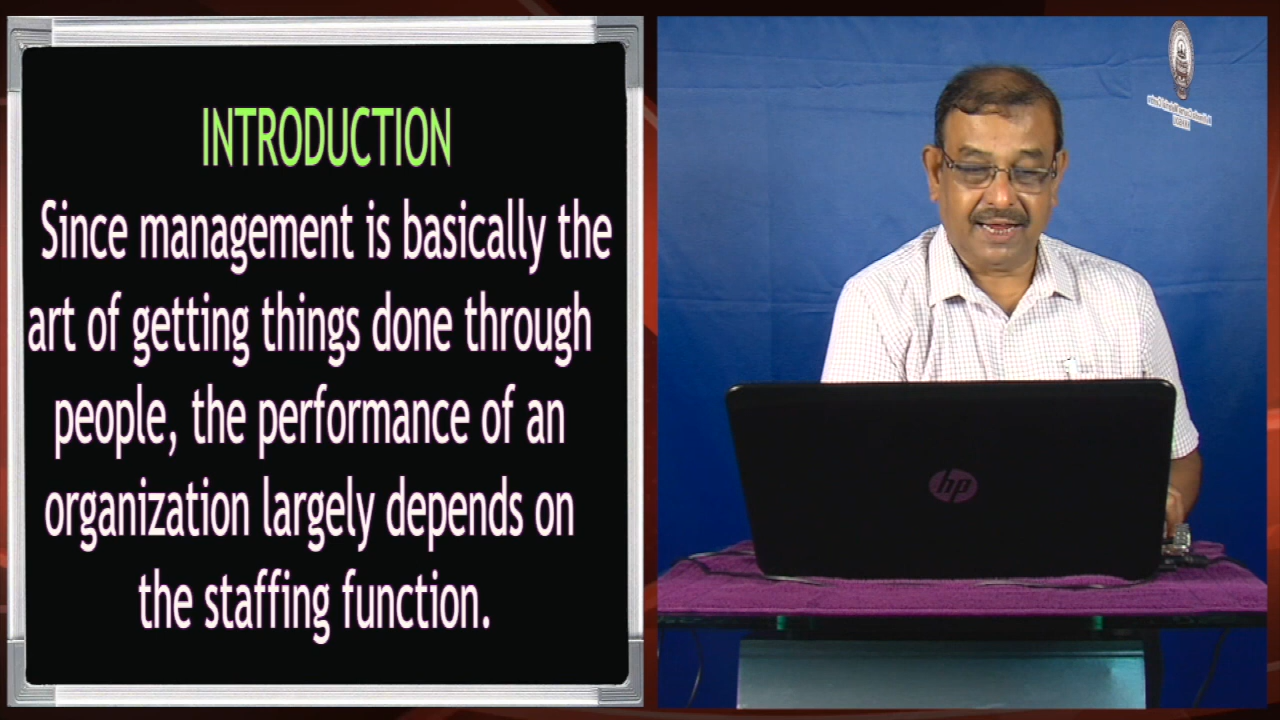 INTRODUCTION
Since management is basically the
art of getting things done through
people, the performance of an
organization largely depends on
the staffing function.
hp